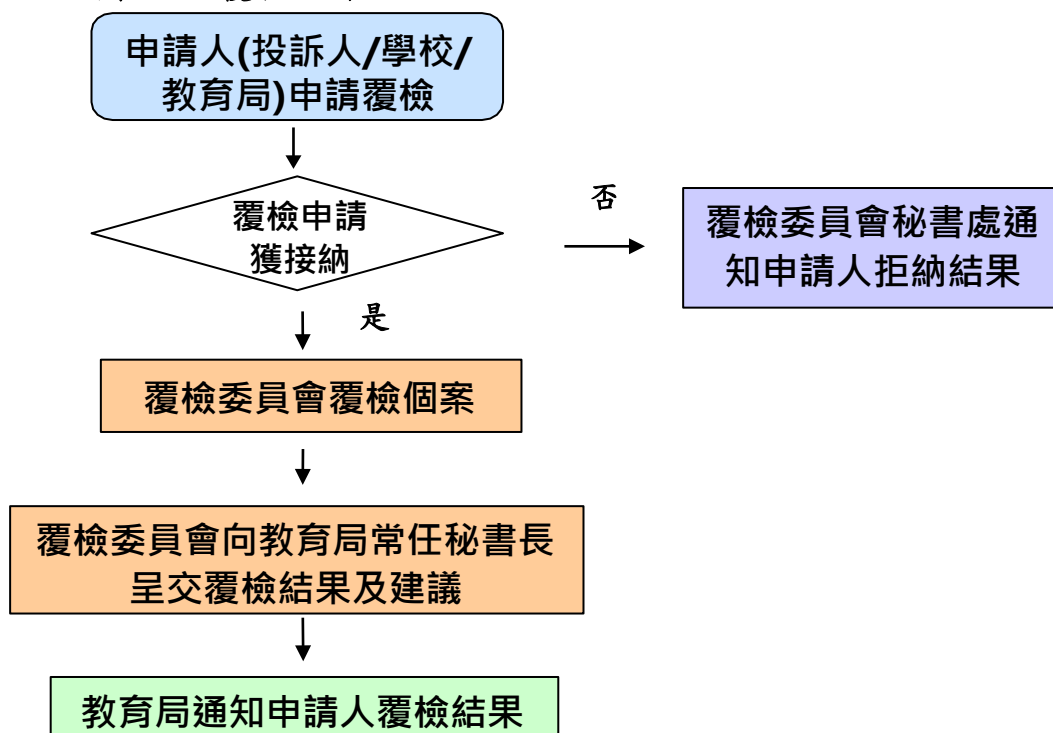 申請人(投訴人/學校/
教育局)申請覆檢
覆檢申請
獲接納
否
覆檢委員會秘書處通
知申請人拒納結果
是
覆檢委員會覆檢個案
覆檢委員會向教育局常任秘書長
呈交覆檢結果及建議
教育局通知申請人覆檢結果